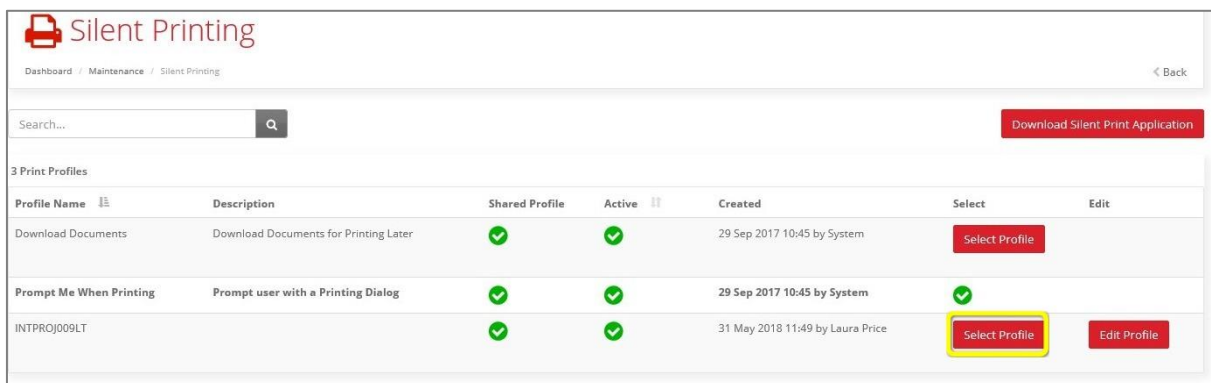 Silent Printing
Dashboard / Maintenance / Silent Printing
< Back
Search...
Download Silent Print Application
3 Print Profiles
Profile Name Description Shared Profile Active Created Select Edit
Download Documents Download Documents for Printing Later 29 Sep 2017 10:45 by System Select Profile
Prompt Me When Printing Prompt user with a Printing Dialog 29 Sep 2017 10:45 by System
INTPROJ009LT 31 May 2018 11:49 by Laura Price Select Profile Edit Profile